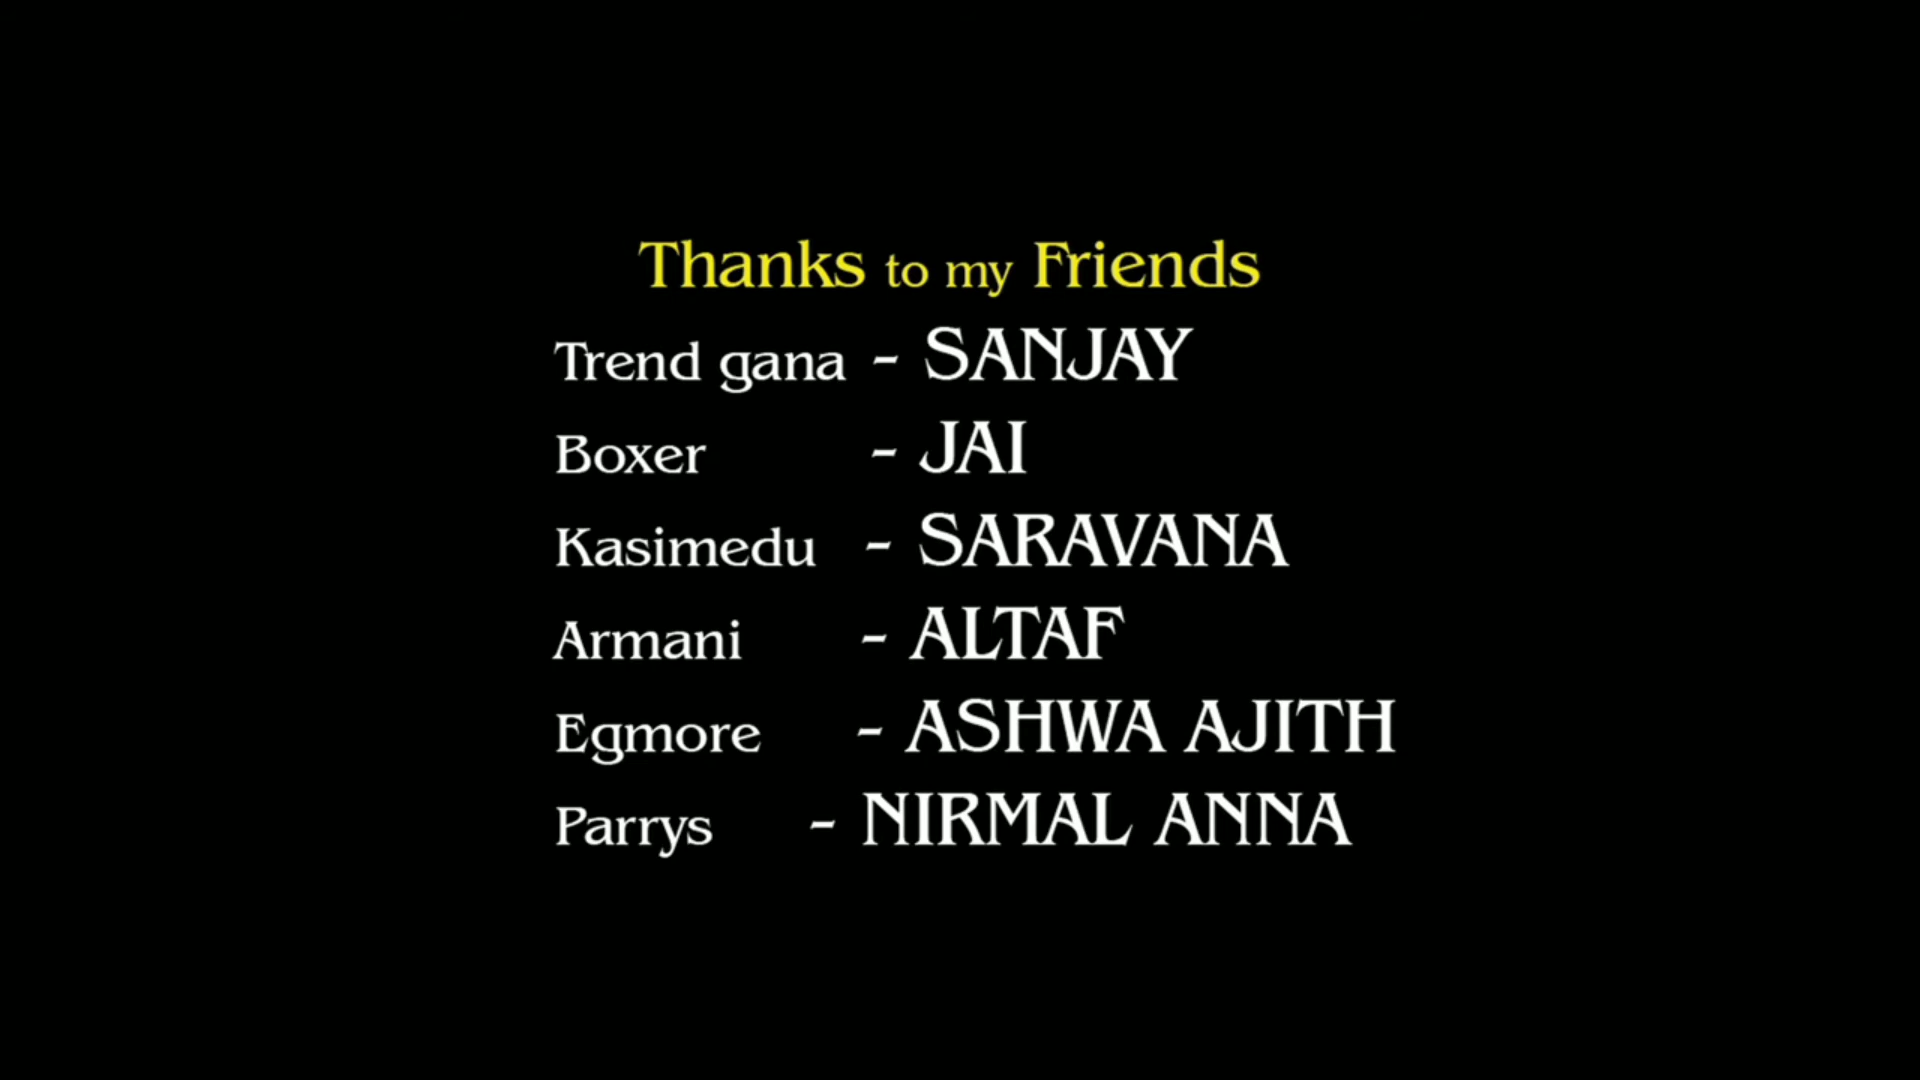 Thanks to my Friends
Trend gana - SANJAY
Boxer - JAI
Kasimedu - SARAVANA
Armani - ALTAF
Egmore - ASHWA AJITH
Parrys - NIRMAL ANNA